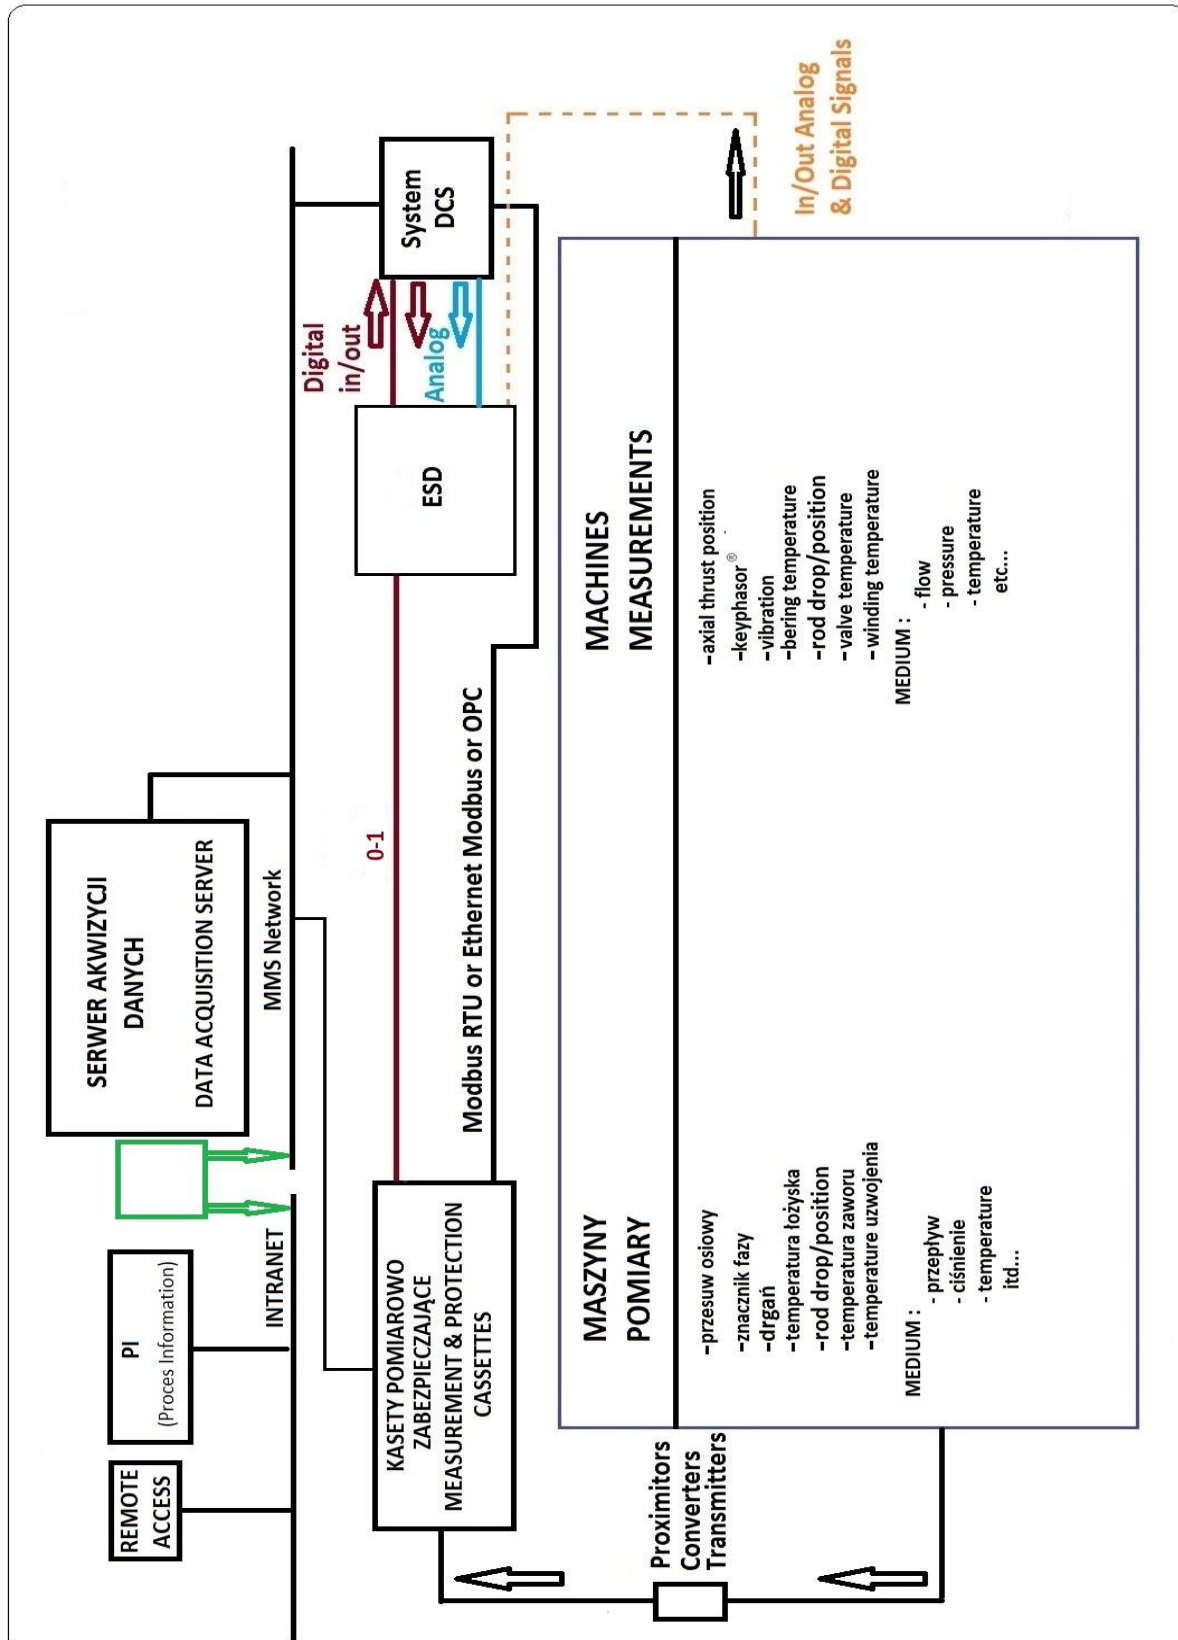 REMOTE
ACCESS
PI
(Proces Information)
INTRANET
SERWER AKWIZYCJI
DANYCH
DATA ACQUISITION SERVER
MMS Network
KASETY POMIAROWO
ZABEZPIECZAJĄCE
MEASUREMENT & PROTECTION
CASSETTES
0-1
Modbus RTU or Ethernet Modbus or OPC
ESD
Digital
in/out
Analog
System
DCS
In/Out Analog
& Digital Signals
Proximitors
Converters
Transmitters
MASZYNY
POMIARY
-przesuw osiowy
-znacznik fazy
-drgań
-temperatura łożyska
-rod drop/position
-temperatura zaworu
-temperature uzwojenia
MEDIUM :
- przepływ
- ciśnienie
- temperature
itd...
MACHINES
MEASUREMENTS
-axial thrust position
-keyphasor®
-vibration
-bering temperature
-rod drop/position
-valve temperature
-winding temperature
MEDIUM :
- flow
- pressure
- temperature
etc...